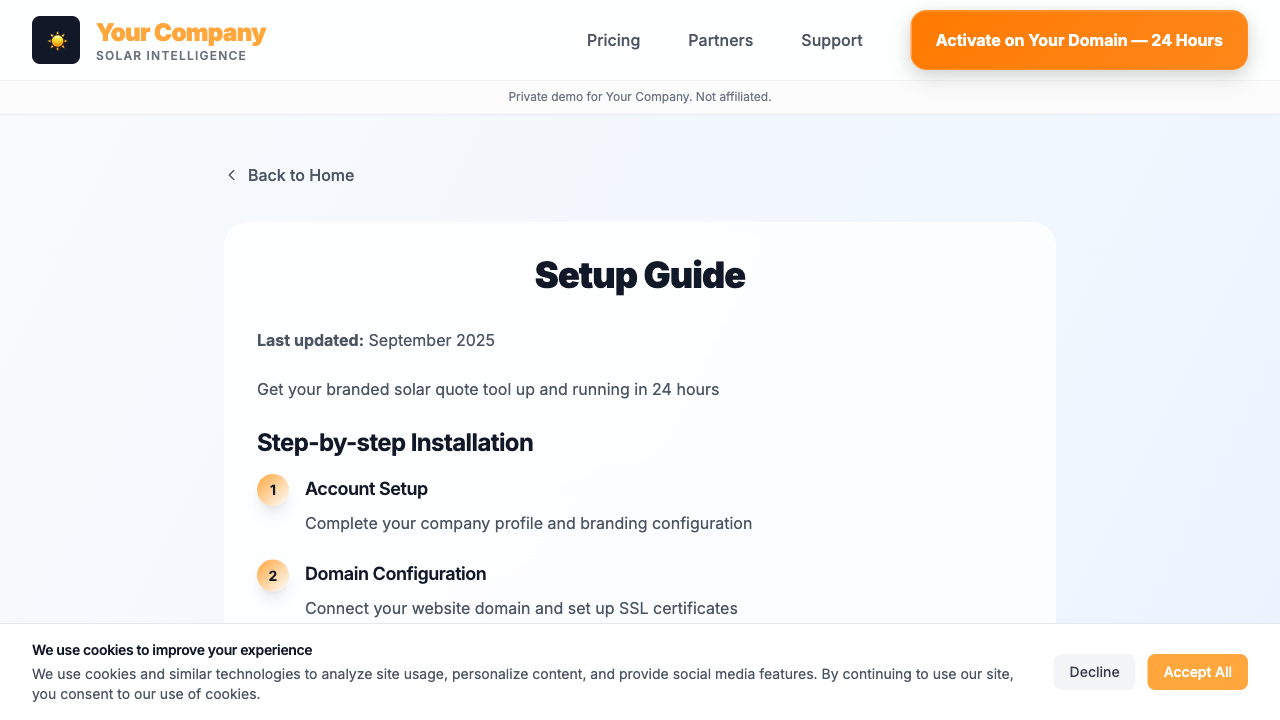 Your Company
SOLAR INTELLIGENCE
Pricing
Partners
Support
Activate on Your Domain — 24 Hours
Private demo for Your Company. Not affiliated.
Back to Home
Setup Guide
Last updated: September 2025
Get your branded solar quote tool up and running in 24 hours
Step-by-step Installation
1
Account Setup
Complete your company profile and branding configuration
2
Domain Configuration
Connect your website domain and set up SSL certificates
We use cookies to improve your experience
We use cookies and similar technologies to analyze site usage, personalize content, and provide social media features. By continuing to use our site,
you consent to our use of cookies.
Decline
Accept All